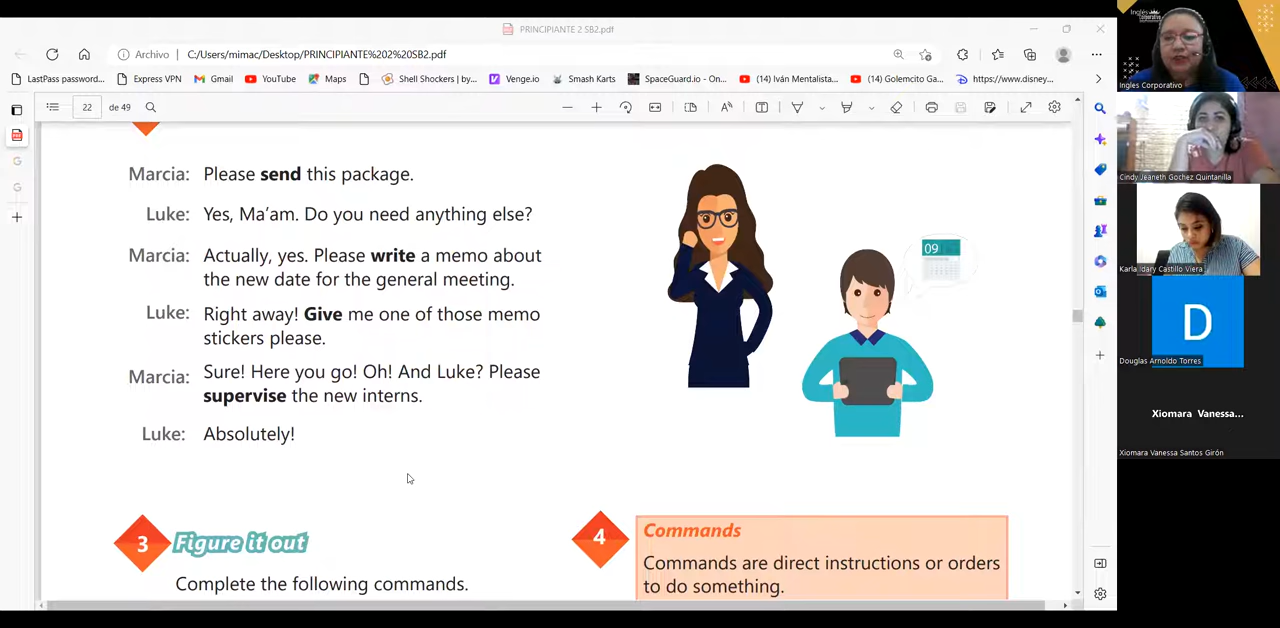 PRINCIPIANTE 2 SB2.pdf
Archivo
C:/Users/mimac/Desktop/PRINCIPIANTE%202%20SB2.pdf
LastPass password...
Express VPN
Gmail
YouTube
Maps
Shell Shockers | by...
Venge.io
Smash Karts
SpaceGuard.io - On...
(14) Iván Mentalista...
(14) Golemcito Ga...
https://www.disney...
22
de 49
Marcia: Please send this package.
Luke: Yes, Ma'am. Do you need anything else?
Marcia: Actually, yes. Please write a memo about
the new date for the general meeting.
Luke: Right away! Give me one of those memo
stickers please.
Marcia: Sure! Here you go! Oh! And Luke? Please
supervise the new interns.
Luke: Absolutely!
09
3 Figure it out
Complete the following commands.
4 Commands
Commands are direct instructions or orders
to do something.
Inglés
Corporativo
Ingles Corporativo
Cindy Jeaneth Gochez Quintanilla
Karla Idary Castillo Viera
D
Douglas Arnoldo Torres
Xiomara Vanessa...
Xiomara Vanessa Santos Girón